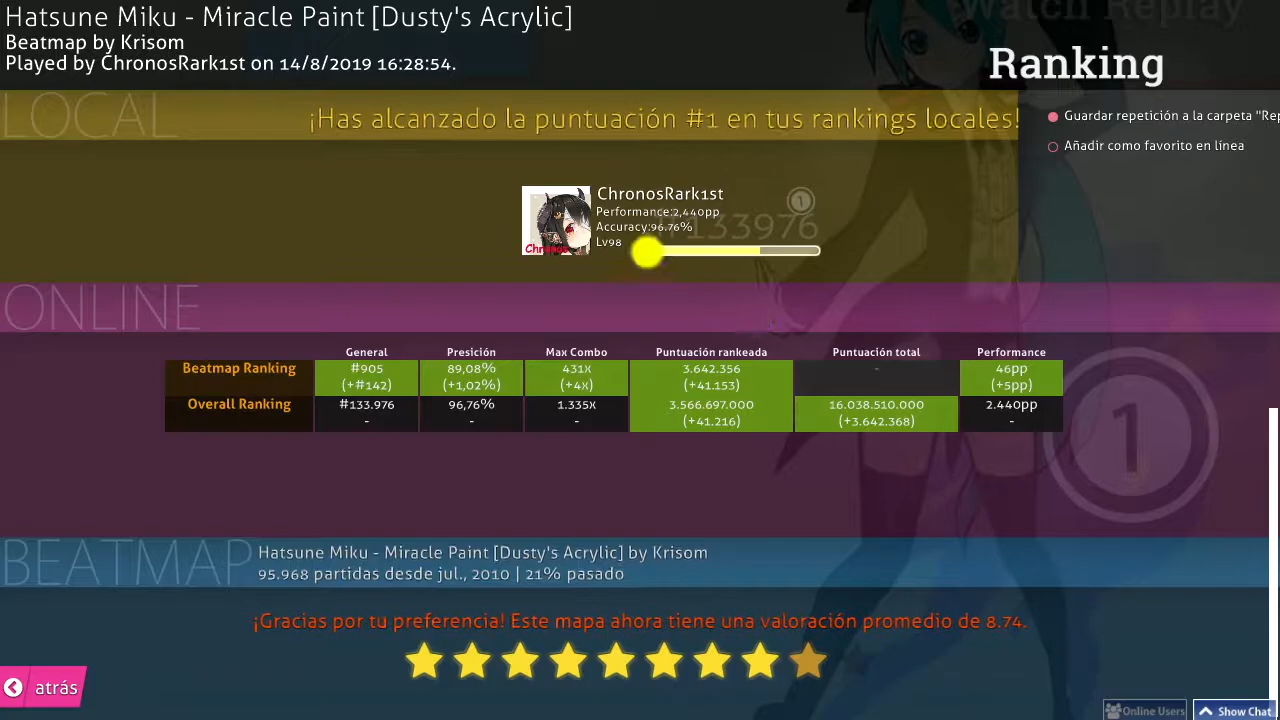 Hatsune Miku - Miracle Paint [Dusty's Acrylic]
Beatmap by Krisom
Played by ChronosRark1st on 14/8/2019 16:28:54.
Watch Replay
Ranking
LOCAL
¡Has alcanzado la puntuación #1 en tus rankings locales!
Guardar repetición a la carpeta "Rep
Añadir como favorito en línea
ChronosRark1st
Performance:2,440pp
Accuracy:96.76%
Lv98
#133976
1
Chronos
ONLINE
General Presición Max Combo Puntuación rankeada Puntuación total Performance
Beatmap Ranking #905 89,08% 431x 3.642.356 - 46pp
(+#142) (+1,02%) (+4x) (+41.153) (+5pp)
Overall Ranking #133.976 96,76% 1.335x 3.566.697.000 16.038.510.000 2.440pp
- - - (+41.216) (+3.642.368) -
1
BEATMAP
Hatsune Miku - Miracle Paint [Dusty's Acrylic] by Krisom
95.968 partidas desde jul., 2010 | 21% pasado
¡Gracias por tu preferencia! Este mapa ahora tiene una valoración promedio de 8.74.
atrás
Online Users
Show Chat